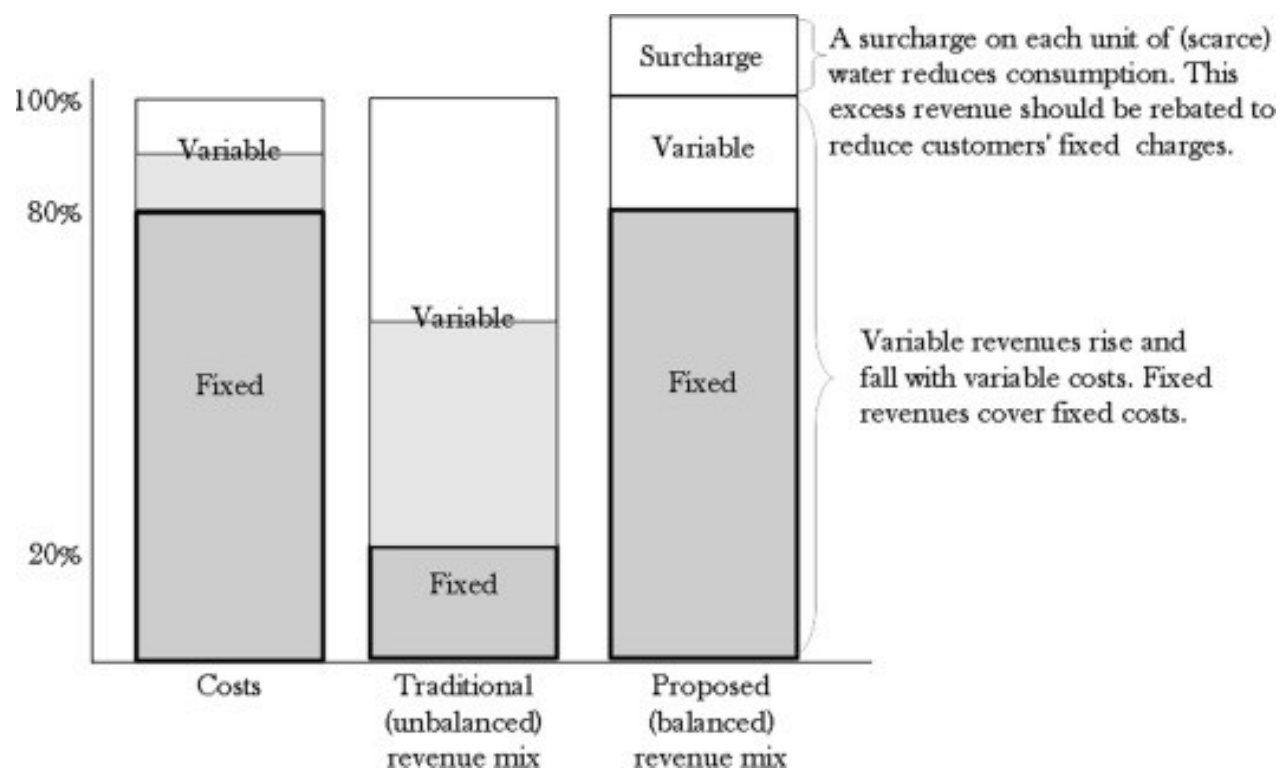 100%
80%
20%
Variable
Fixed
Costs
Variable
Fixed
Traditional
(unbalanced)
revenue mix
Surcharge
Variable
Fixed
Proposed
(balanced)
revenue mix
A surcharge on each unit of (scarce)
water reduces consumption. This
excess revenue should be rebated to
reduce customers' fixed charges.
Variable revenues rise and
fall with variable costs. Fixed
revenues cover fixed costs.